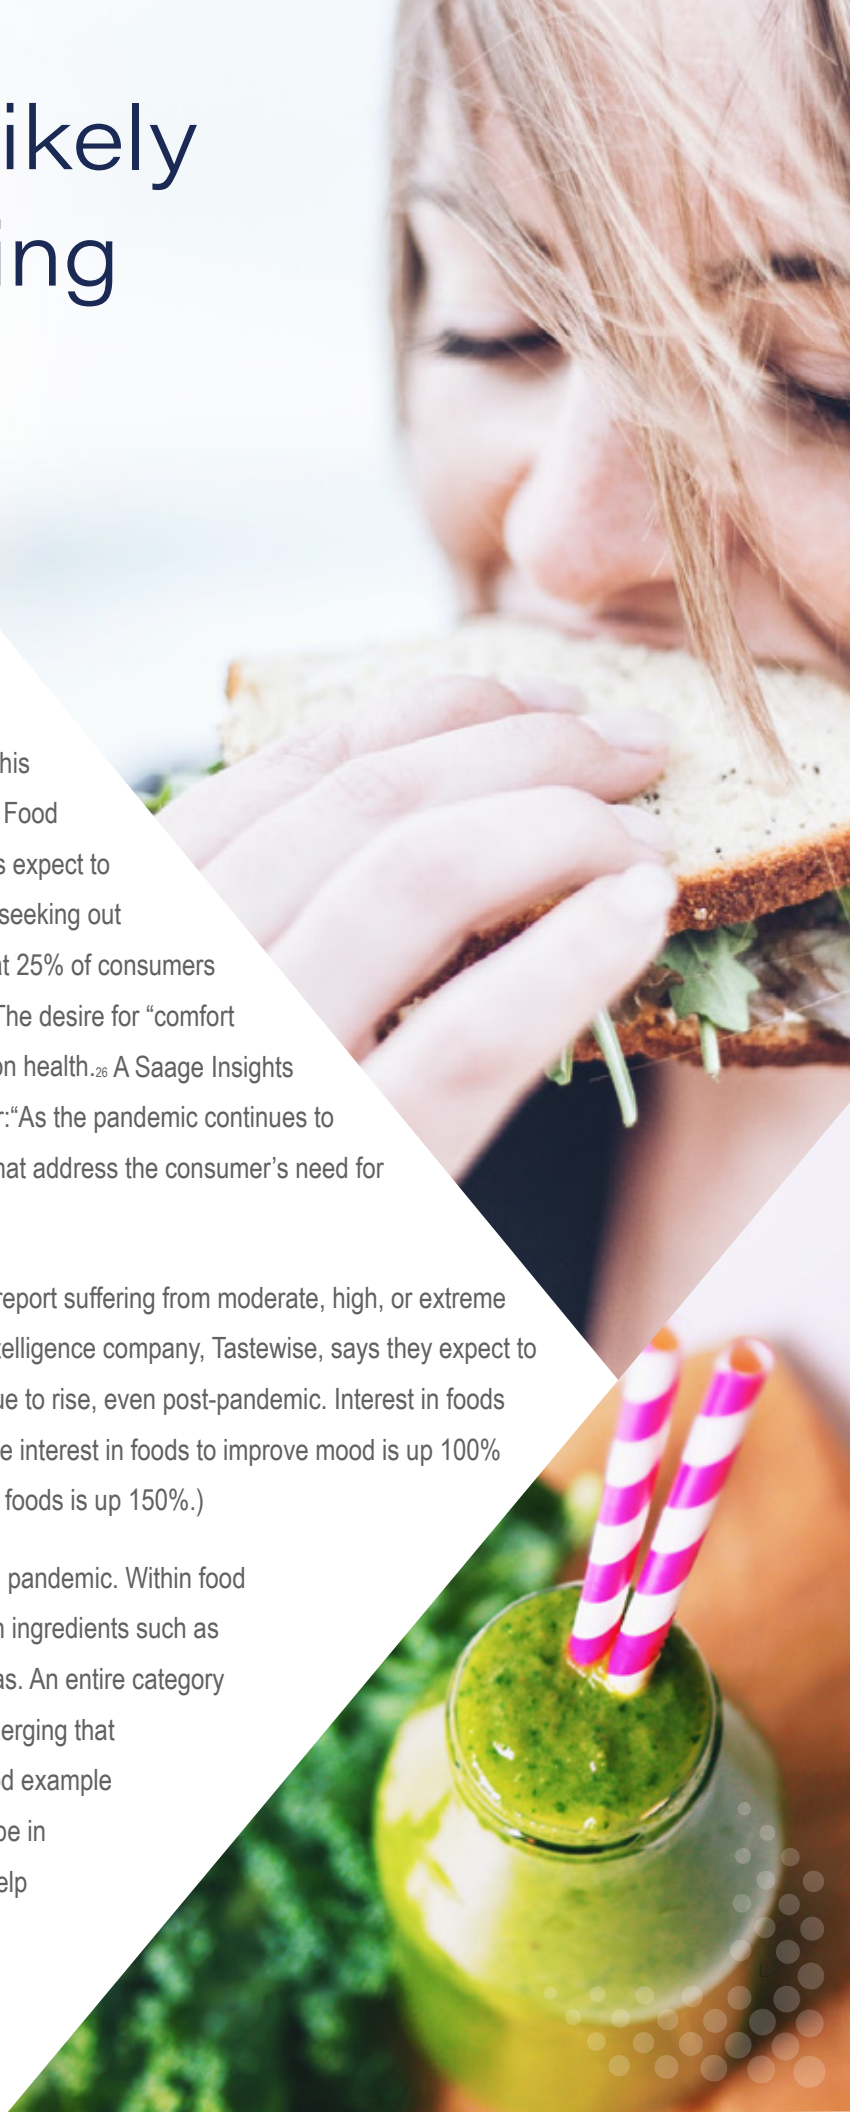 ikely
ing
his
Food
s expect to
seeking out
at 25% of consumers
The desire for “comfort
on health.26 A Saage Insights
r:“As the pandemic continues to
hat address the consumer’s need for
report suffering from moderate, high, or extreme
telligence company, Tastewise, says they expect to
ue to rise, even post-pandemic. Interest in foods
e interest in foods to improve mood is up 100%
foods is up 150%.)
pandemic. Within food
n ingredients such as
as. An entire category
erging that
d example
be in
elp